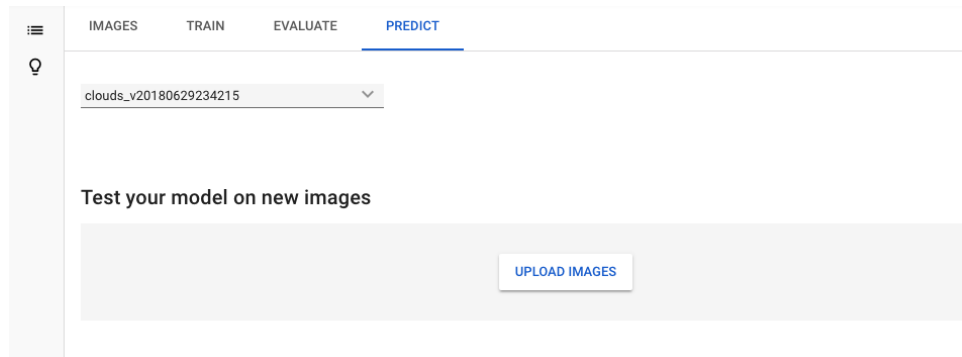 IMAGES TRAIN EVALUATE PREDICT
clouds_v20180629234215
Test your model on new images
UPLOAD IMAGES